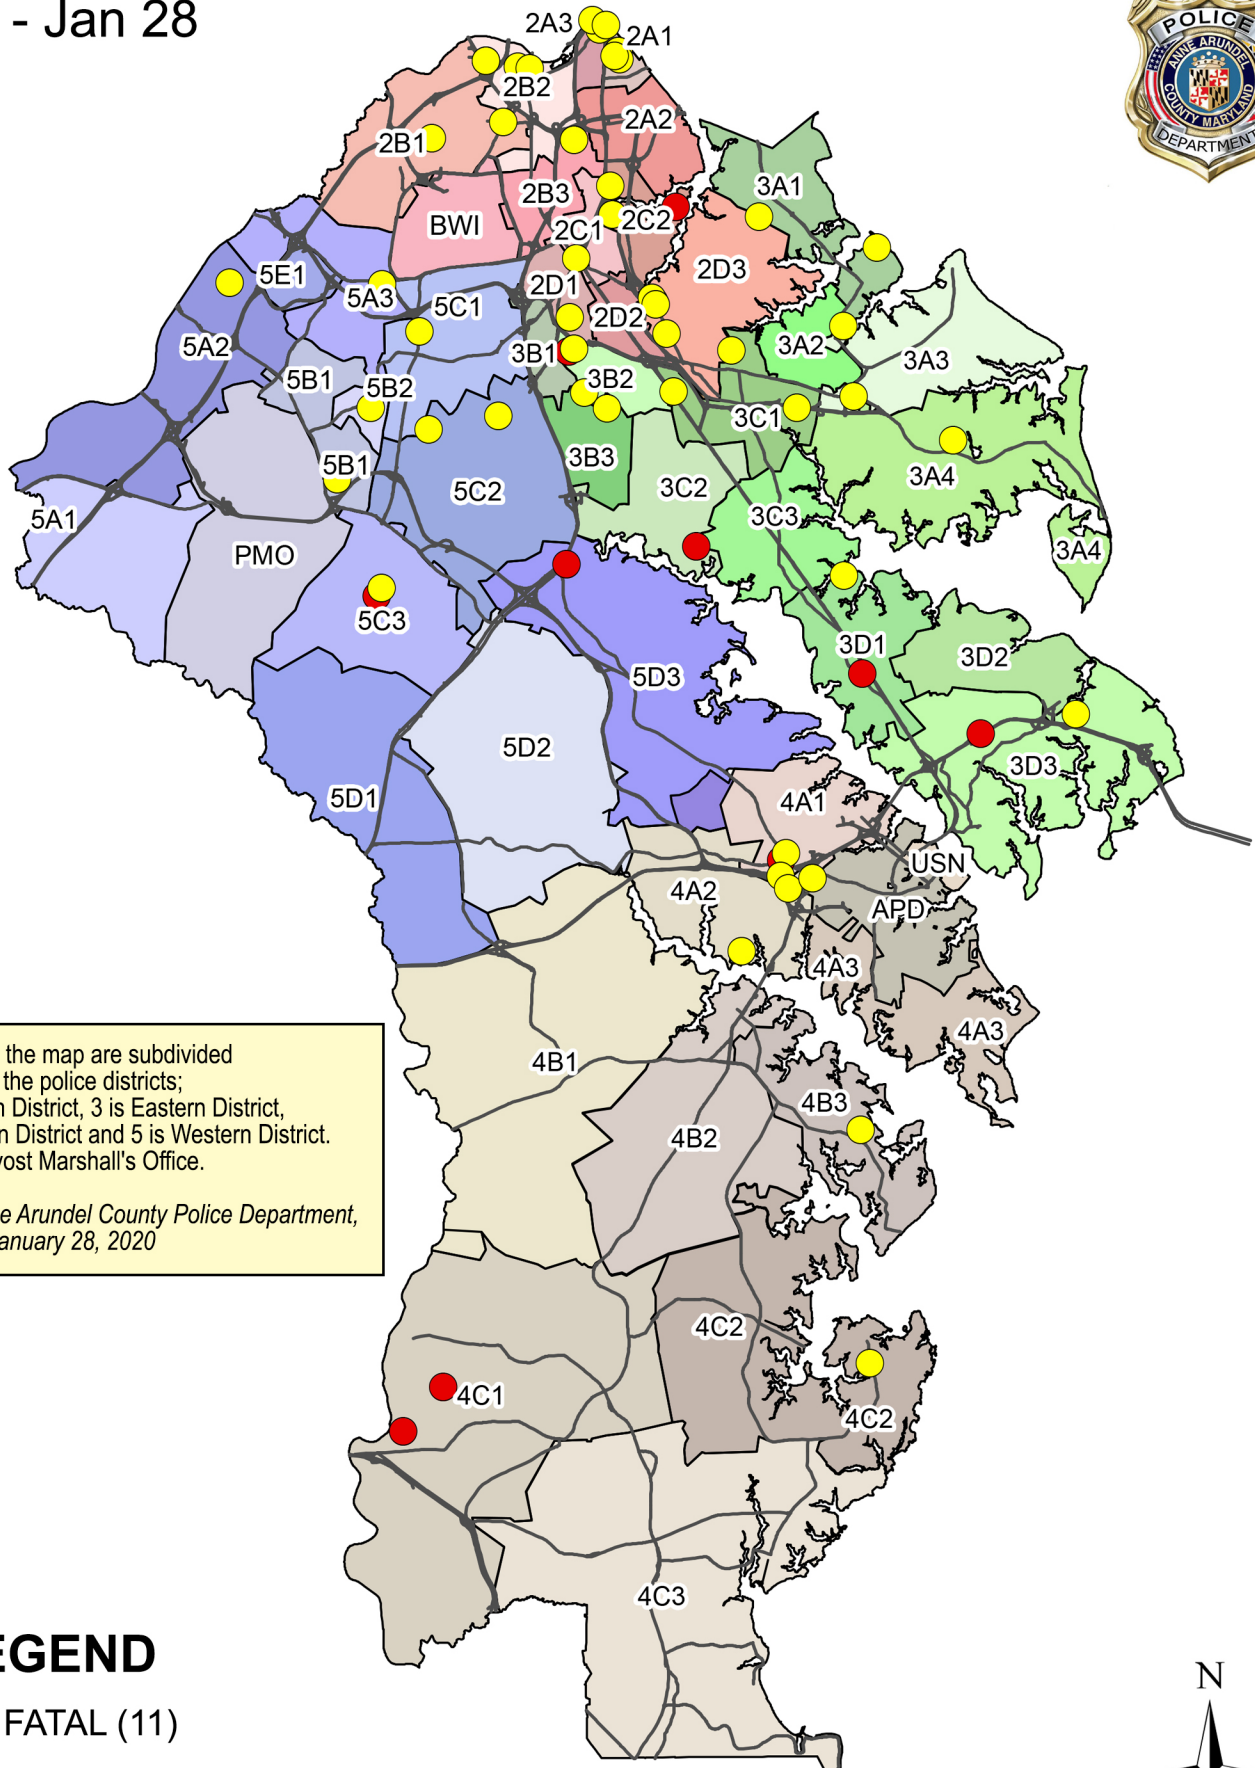 - Jan 28
POLICE
ANNE ARUNDEL
COUNTY MARYLAND
DEPARTMENT
2A3
2A1
2B2
2A2
2B1
3A1
2B3
BWI
2C1
2C2
2D3
5E1
2D1
5A3
5C1
2D2
5A2
3B1
3A2
3A3
5B1
5B2
3B2
3C1
3B3
5B1
5C2
3C2
3A4
5A1
3C3
PMO
3A4
5C3
3D1
3D2
5D3
5D2
3D3
5D1
4A1
USN
4A2
APD
4A3
4A3
4B1
4B3
4B2
4C2
4C1
4C2
4C3
the map are subdivided
the police districts;
n District, 3 is Eastern District,
n District and 5 is Western District.
vost Marshall's Office.
e Arundel County Police Department,
anuary 28, 2020
EGEND
FATAL (11)
N